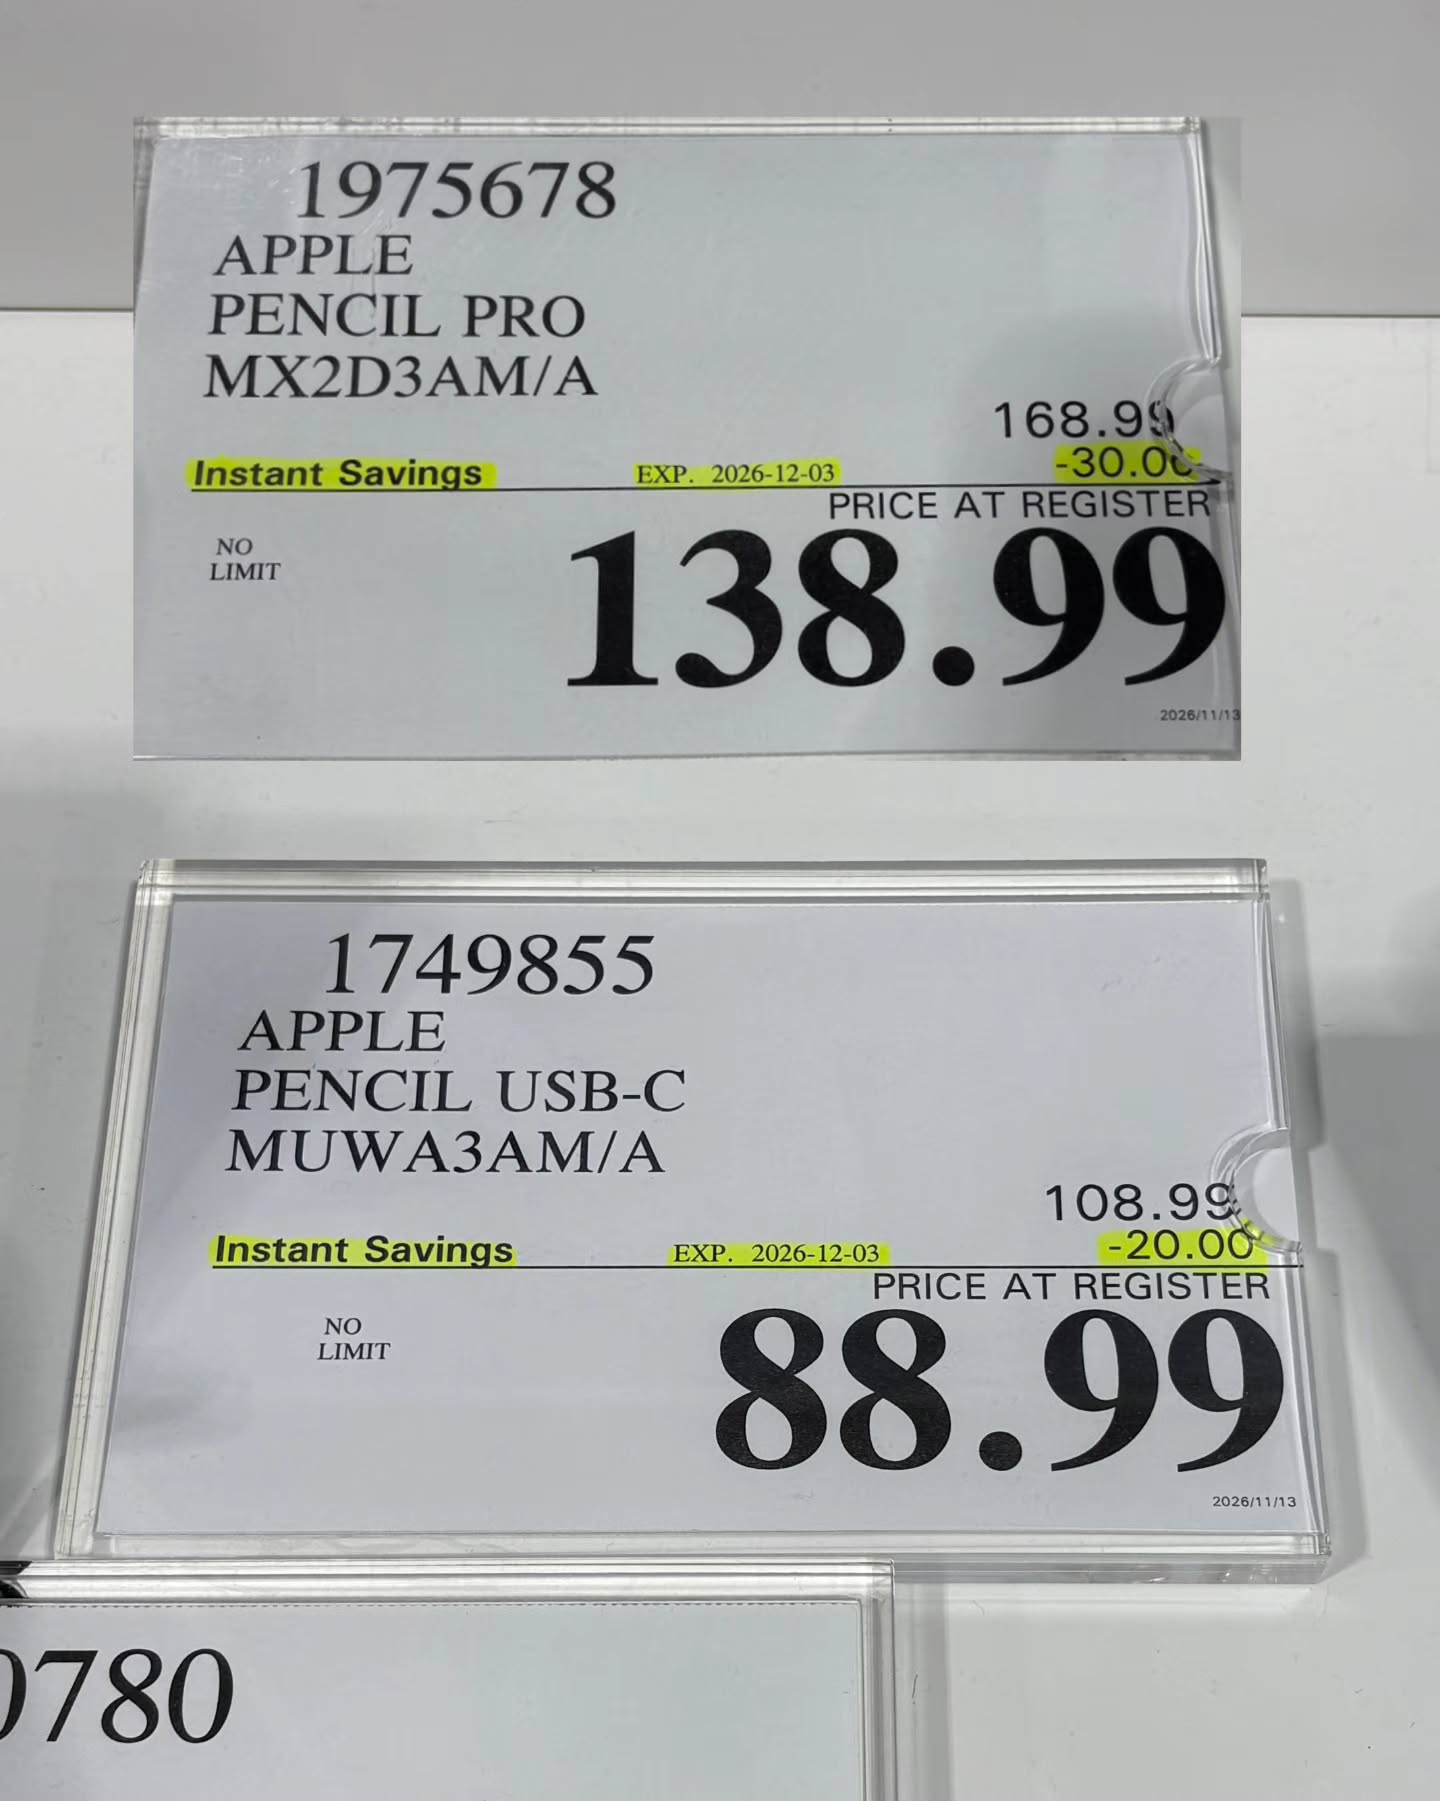 1975678
APPLE
PENCIL PRO
MX2D3AM/A
168.99
Instant Savings EXP. 2026-12-03 -30.00
PRICE AT REGISTER
NO
LIMIT
138.99
2026/11/13
1749855
APPLE
PENCIL USB-C
MUWA3AM/A
108.99
Instant Savings EXP. 2026-12-03 -20.00
PRICE AT REGISTER
NO
LIMIT
88.99
2026/11/13
0780